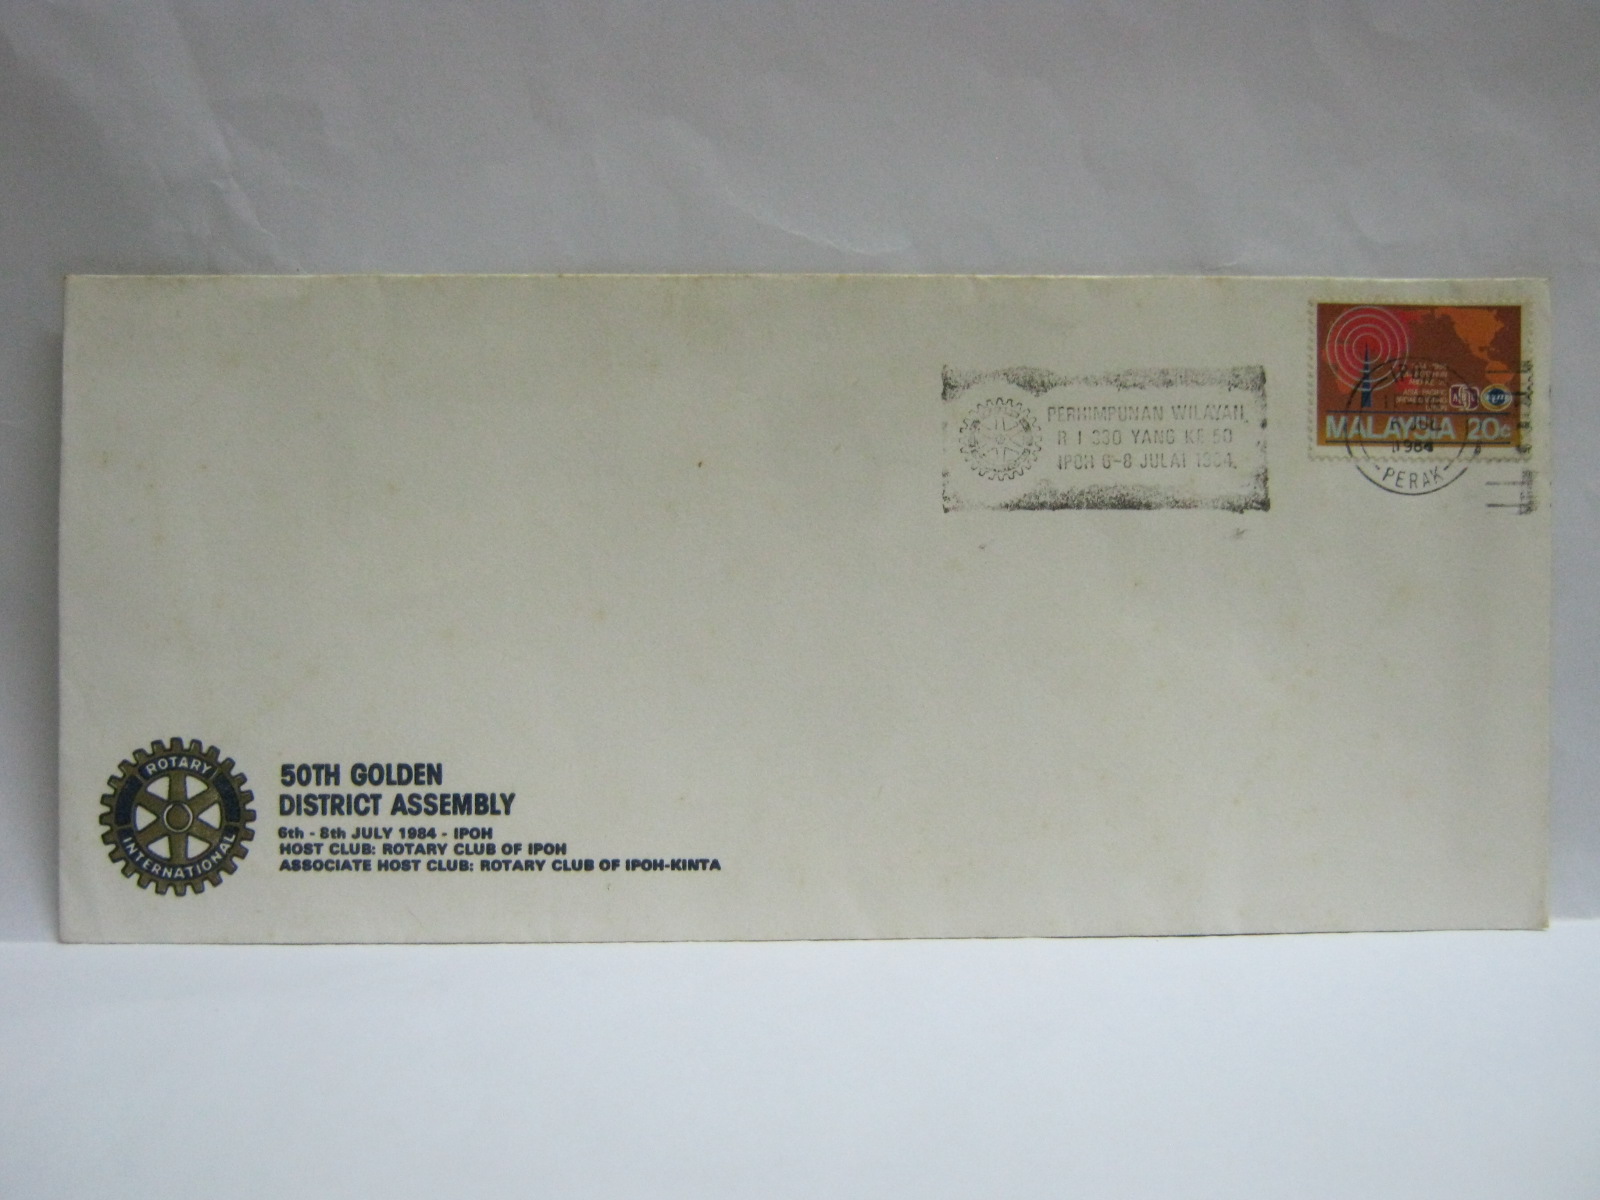 PERHIMPUNAN WILAYAH,
R I 330 YANG KE 50
IPOH 6-8 JULAI 1984.
MALAYSIA 20c
JUL
1984
- PERAK -
ROTARY
INTERNATIONAL
50TH GOLDEN
DISTRICT ASSEMBLY
6th - 8th JULY 1984 - IPOH
HOST CLUB: ROTARY CLUB OF IPOH
ASSOCIATE HOST CLUB: ROTARY CLUB OF IPOH-KINTA